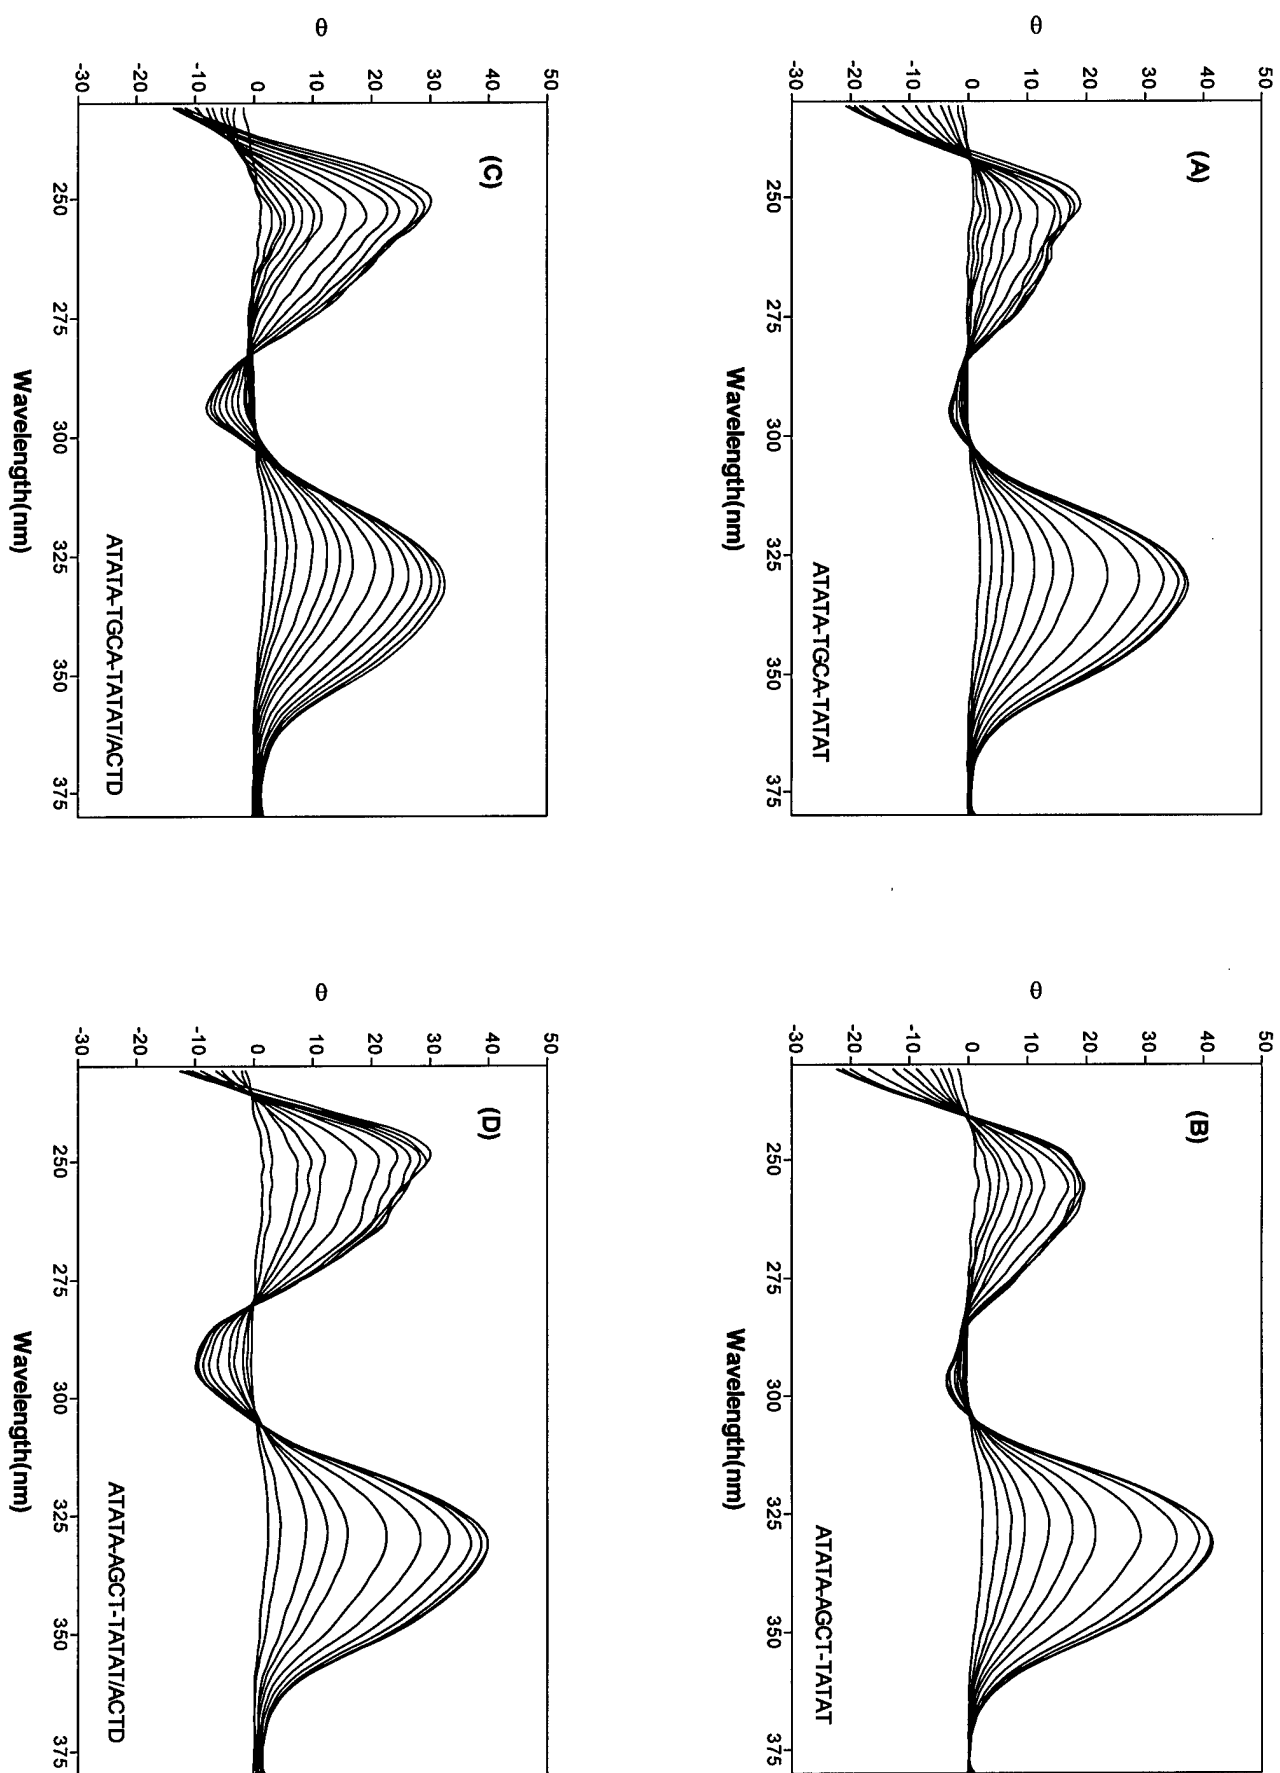 (A)
θ
50
40
30
20
10
0
-10
-20
-30
250 275 300 325 350 375
Wavelength(nm)
ATATA-TGCA-TATAT
(B)
θ
50
40
30
20
10
0
-10
-20
-30
250 275 300 325 350 375
Wavelength(nm)
ATATA-AGCT-TATAT
(C)
θ
50
40
30
20
10
0
-10
-20
-30
250 275 300 325 350 375
Wavelength(nm)
ATATA-TGCA-TATAT/ACTD
(D)
θ
50
40
30
20
10
0
-10
-20
-30
250 275 300 325 350 375
Wavelength(nm)
ATATA-AGCT-TATAT/ACTD